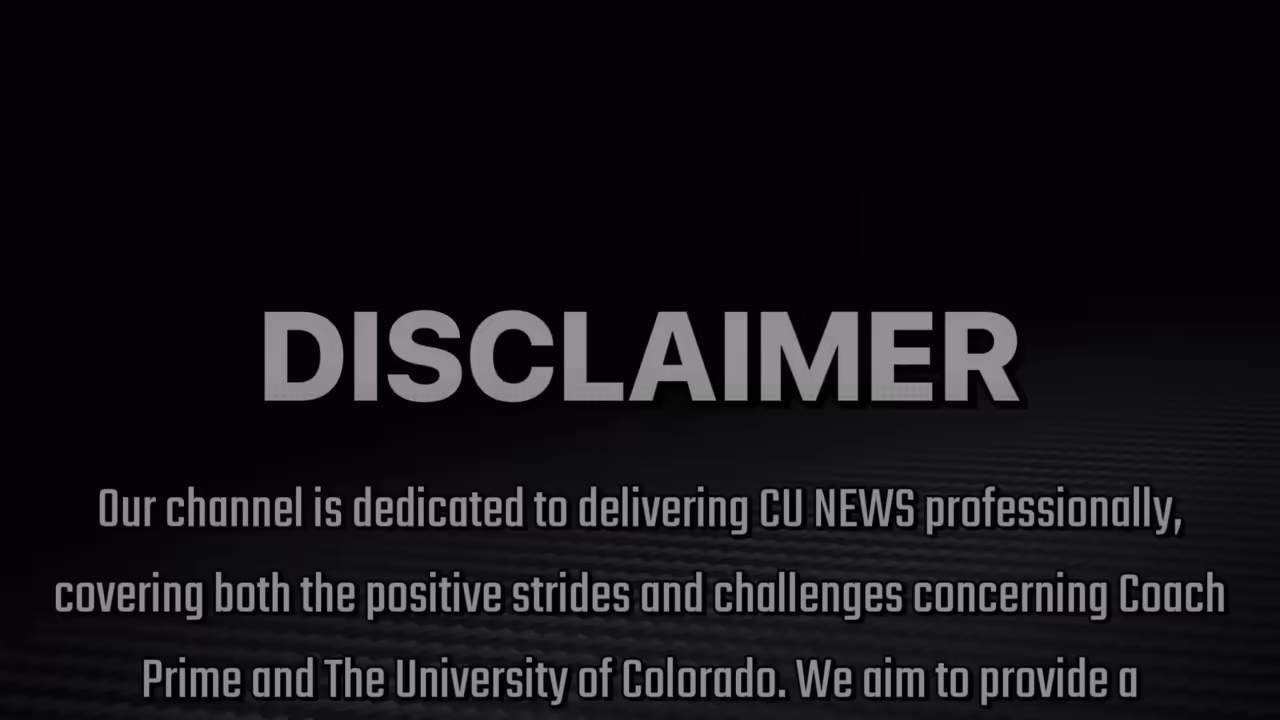 DISCLAIMER
Our channel is dedicated to delivering CU NEWS professionally,
covering both the positive strides and challenges concerning Coach
Prime and The University of Colorado. We aim to provide a